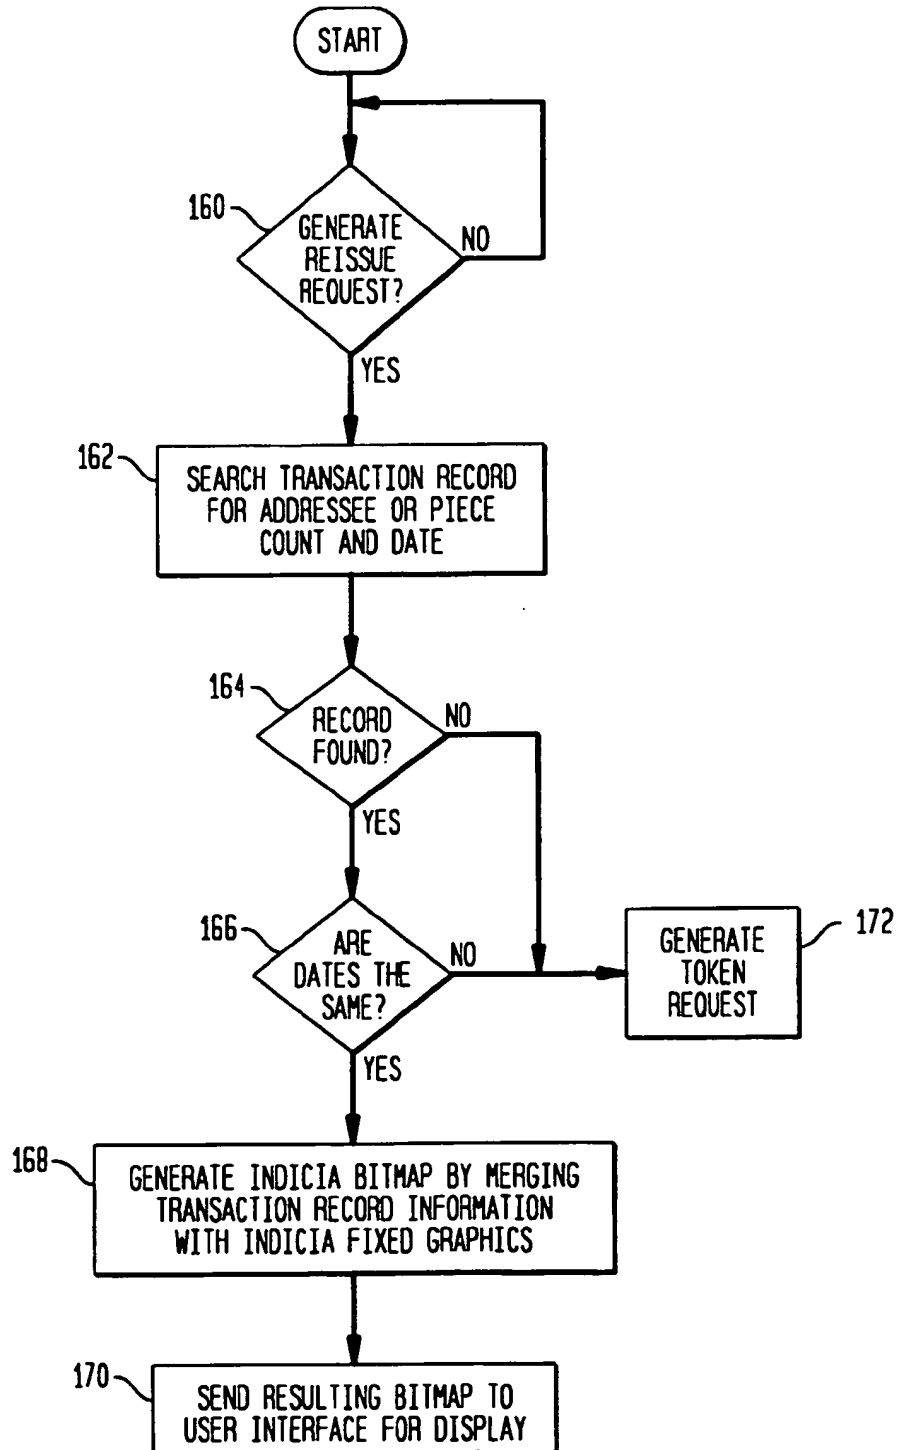 START
160
GENERATE
REISSUE
REQUEST?
NO
YES
162
SEARCH TRANSACTION RECORD
FOR ADDRESSEE OR PIECE
COUNT AND DATE
164
RECORD
FOUND?
NO
YES
166
ARE
DATES THE
SAME?
NO
YES
GENERATE
TOKEN
REQUEST
172
168
GENERATE INDICIA BITMAP BY MERGING
TRANSACTION RECORD INFORMATION
WITH INDICIA FIXED GRAPHICS
170
SEND RESULTING BITMAP TO
USER INTERFACE FOR DISPLAY